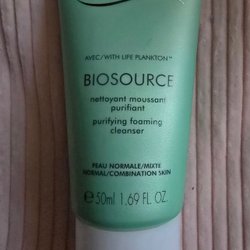 AVEC/WITH LIFE PLANKTON™
BIOSOURCE
nettoyant moussant
purifiant
purifying foaming
cleanser
PEAU NORMALE/MIXTE
NORMAL/COMBINATION SKIN
℮ 50ml 1.69 FL. OZ.